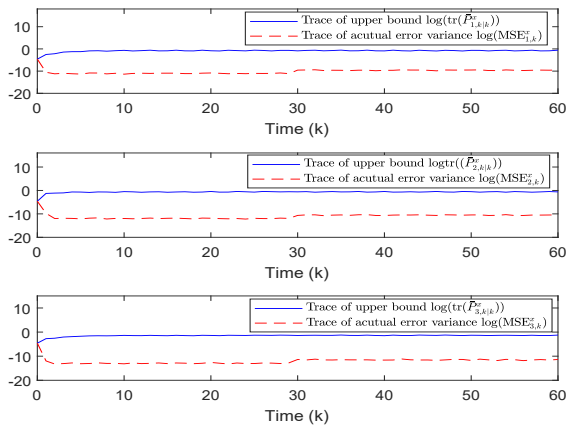 Trace of upper bound log(tr(P̄ˣ₁,ₖ|ₖ))
Trace of acutual error variance log(MSEˣ₁,ₖ)
10
0
-10
-20
0 10 20 30 40 50 60
Time (k)
Trace of upper bound logtr((P̄ˣ₂,ₖ|ₖ)
Trace of acutual error variance log(MSEˣ₂,ₖ)
10
0
-10
-20
0 10 20 30 40 50 60
Time (k)
Trace of upper bound log(tr(P̄ˣ₃,ₖ|ₖ))
Trace of acutual error variance log(MSEˣ₃,ₖ)
10
0
-10
-20
0 10 20 30 40 50 60
Time (k)